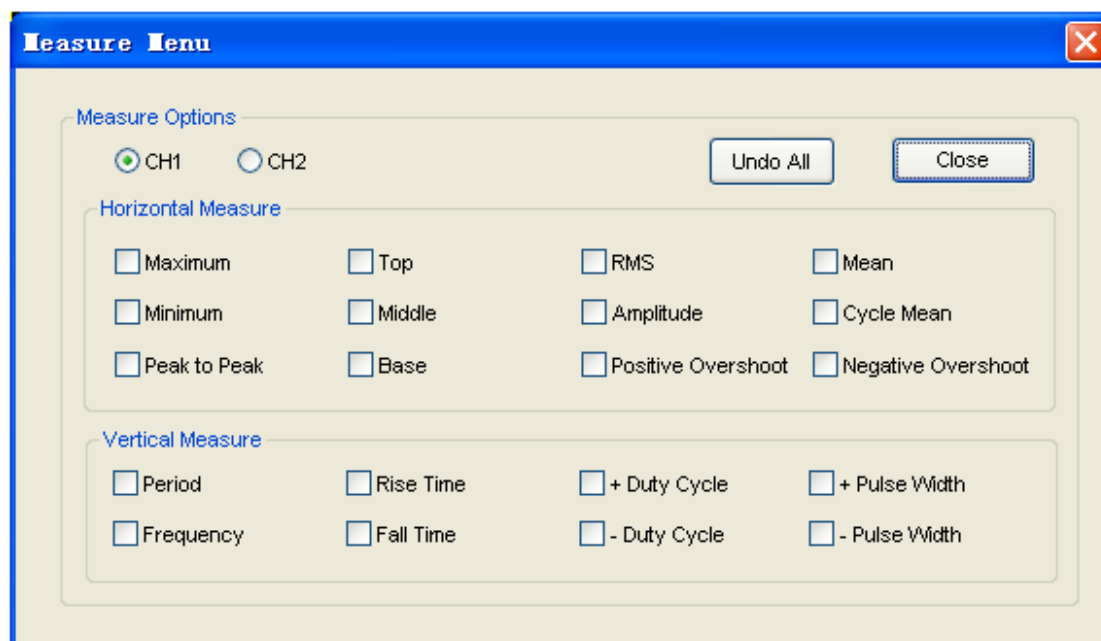 Measure Menu
Measure Options
CH1 CH2 Undo All Close
Horizontal Measure
Maximum Top RMS Mean
Minimum Middle Amplitude Cycle Mean
Peak to Peak Base Positive Overshoot Negative Overshoot
Vertical Measure
Period Rise Time + Duty Cycle + Pulse Width
Frequency Fall Time - Duty Cycle - Pulse Width